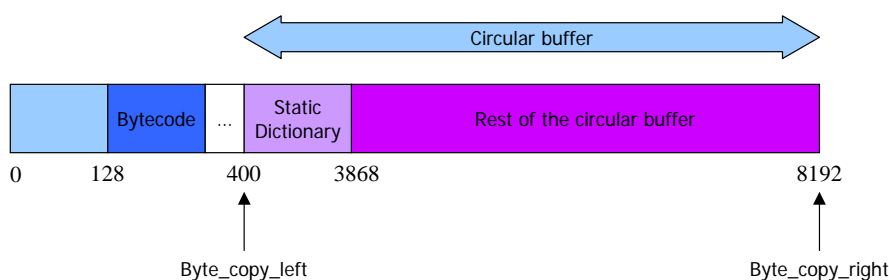 Circular buffer
Bytecode
...
Static
Dictionary
Rest of the circular buffer
0
128
400
3868
8192
Byte_copy_left
Byte_copy_right